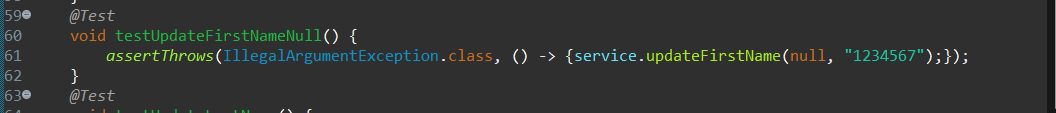 59 @Test
60 void testUpdateFirstNameNull() {
61 assertThrows(IllegalArgumentException.class, () -> {service.updateFirstName(null, "1234567");});
62 }
63 @Test